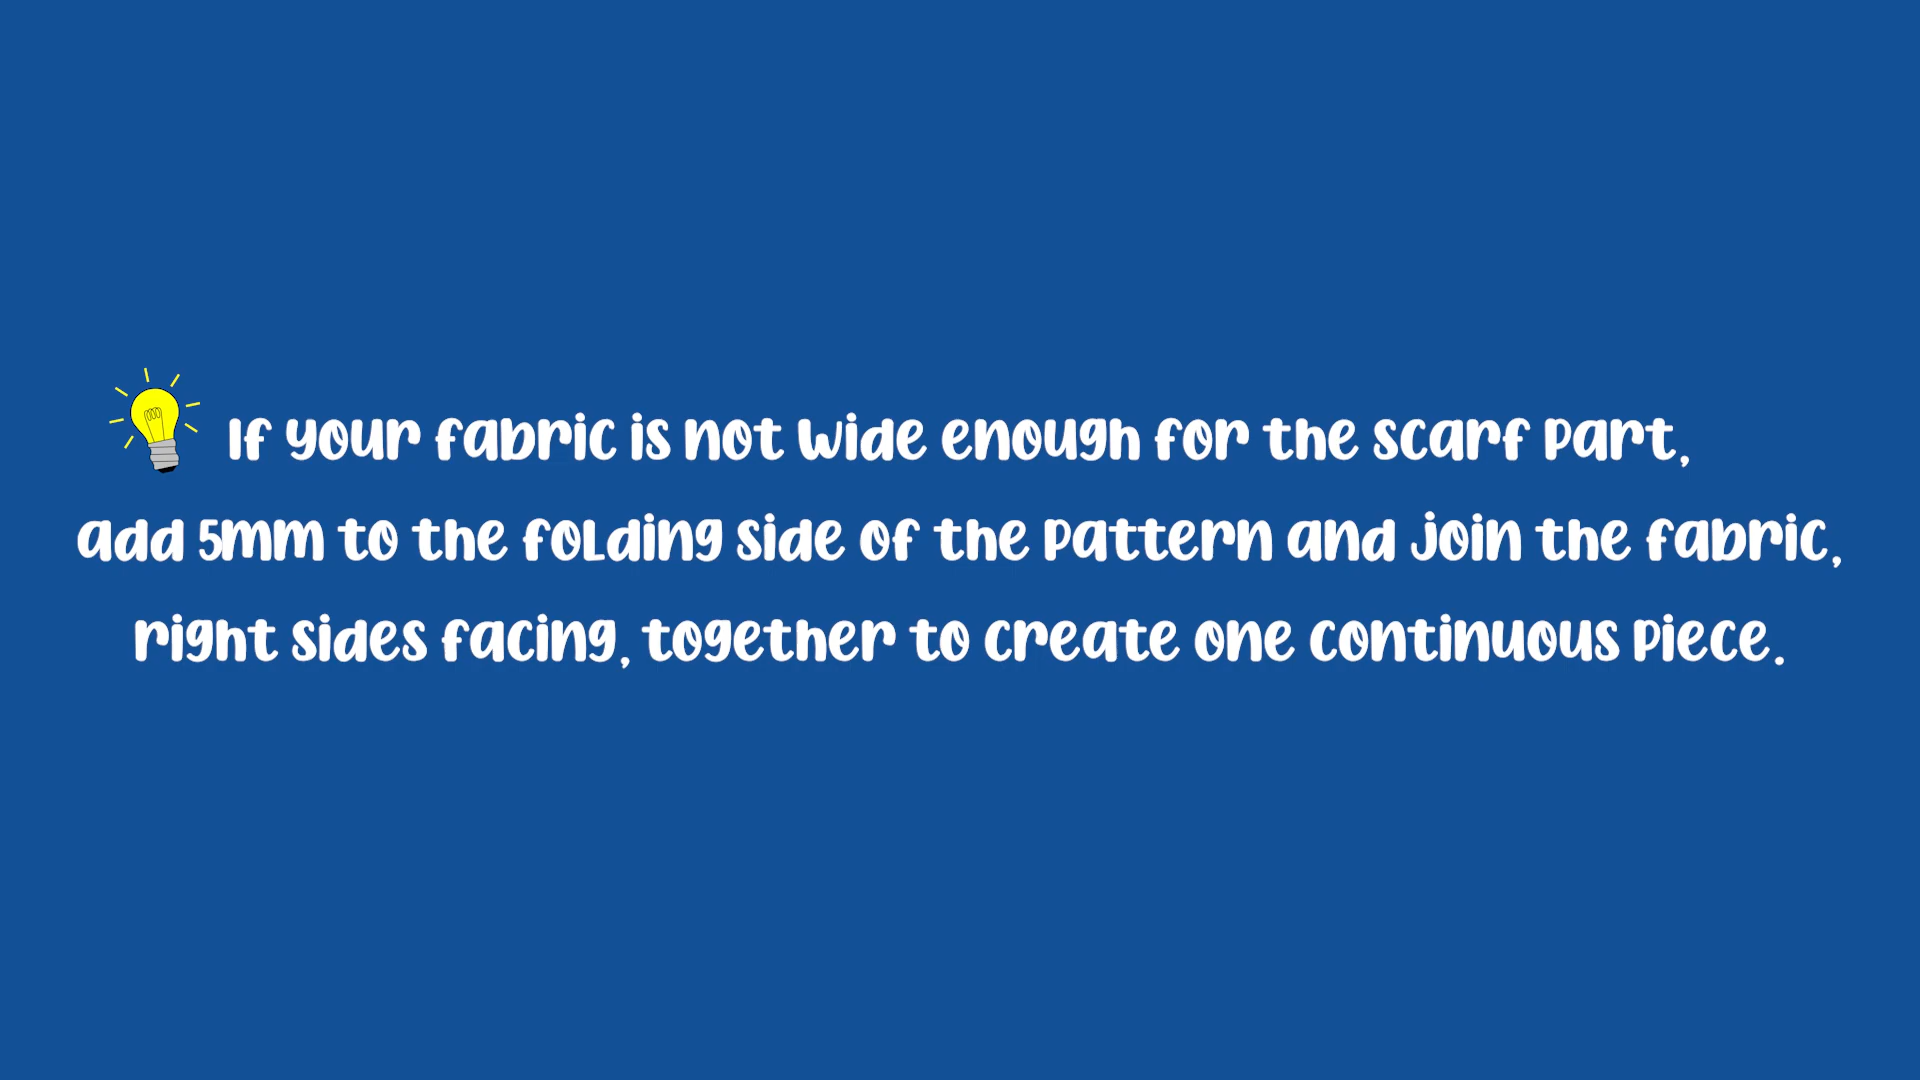 If your fabric is not wide enough for the scarf part,
add 5mm to the folding side of the pattern and join the fabric,
right sides facing, together to create one continuous piece.